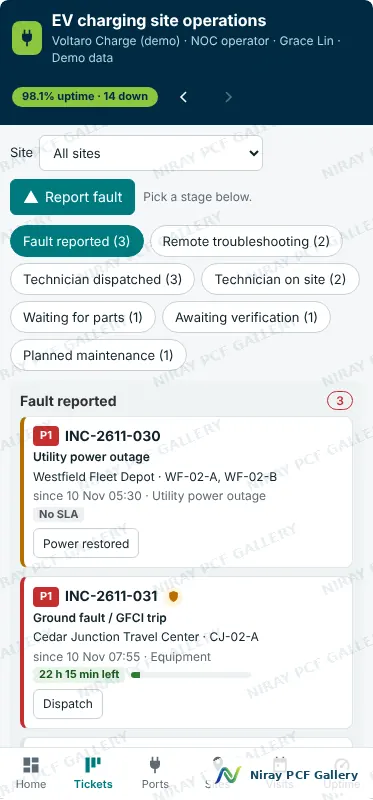 EV charging site operations
Voltaro Charge (demo) · NOC operator · Grace Lin ·
Demo data
98.1% uptime · 14 down
Site
All sites
Report fault
Pick a stage below.
Fault reported (3)
Remote troubleshooting (2)
Technician dispatched (3)
Technician on site (2)
Waiting for parts (1)
Awaiting verification (1)
Planned maintenance (1)
Fault reported
3
P1 INC-2611-030
Utility power outage
Westfield Fleet Depot · WF-02-A, WF-02-B
since 10 Nov 05:30 · Utility power outage
No SLA
Power restored
P1 INC-2611-031
Ground fault / GFCI trip
Cedar Junction Travel Center · CJ-02-A
since 10 Nov 07:55 · Equipment
22 h 15 min left
Dispatch
Home
Tickets
Ports
Sites
Visits
Uptime
Niray PCF Gallery
NIRAY PCF GALLERY